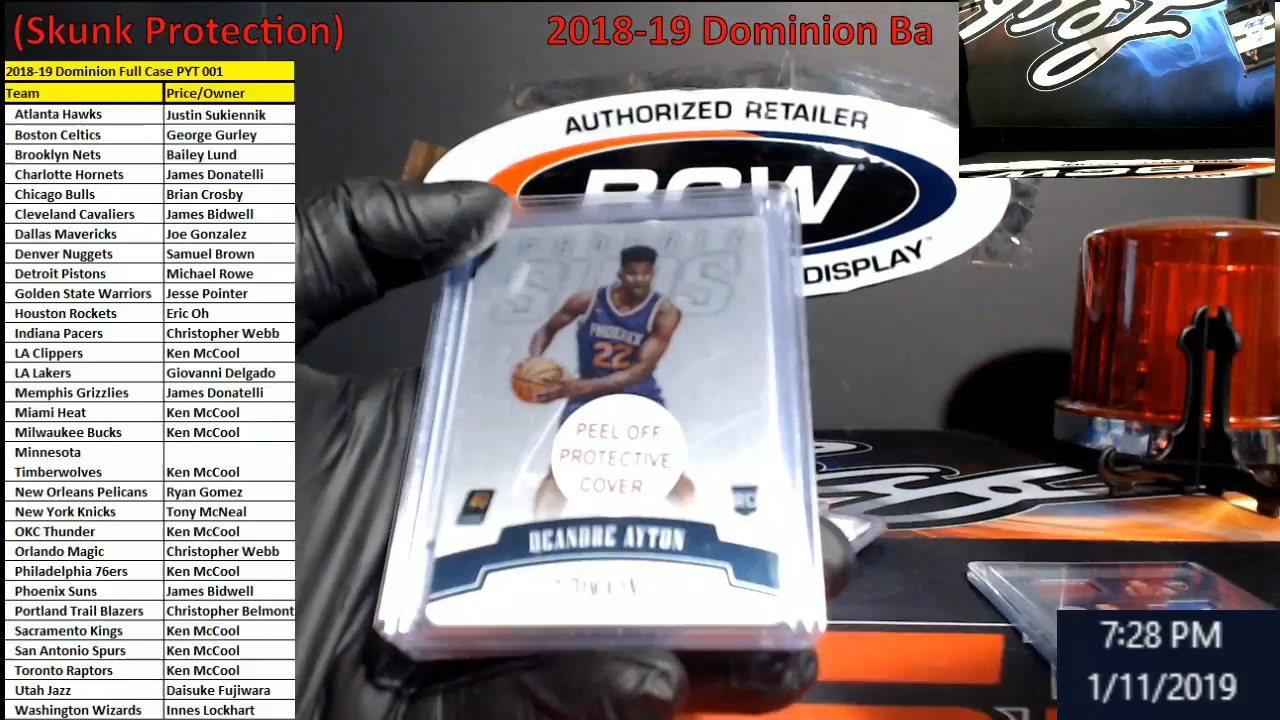 (Skunk Protection)
2018-19 Dominion Ba
2018-19 Dominion Full Case PYT 001
Team Price/Owner
Atlanta Hawks Justin Sukiennik
Boston Celtics George Gurley
Brooklyn Nets Bailey Lund
Charlotte Hornets James Donatelli
Chicago Bulls Brian Crosby
Cleveland Cavaliers James Bidwell
Dallas Mavericks Joe Gonzalez
Denver Nuggets Samuel Brown
Detroit Pistons Michael Rowe
Golden State Warriors Jesse Pointer
Houston Rockets Eric Oh
Indiana Pacers Christopher Webb
LA Clippers Ken McCool
LA Lakers Giovanni Delgado
Memphis Grizzlies James Donatelli
Miami Heat Ken McCool
Milwaukee Bucks Ken McCool
Minnesota
Timberwolves Ken McCool
New Orleans Pelicans Ryan Gomez
New York Knicks Tony McNeal
OKC Thunder Ken McCool
Orlando Magic Christopher Webb
Philadelphia 76ers Ken McCool
Phoenix Suns James Bidwell
Portland Trail Blazers Christopher Belmont
Sacramento Kings Ken McCool
San Antonio Spurs Ken McCool
Toronto Raptors Ken McCool
Utah Jazz Daisuke Fujiwara
Washington Wizards Innes Lockhart
AUTHORIZED RETAILER
BCW
DISPLAY™
PHOENIX
SUNS
PHOENIX
22
PEEL OFF
PROTECTIVE
COVER
RC
DEANDRE AYTON
7:28 PM
1/11/2019